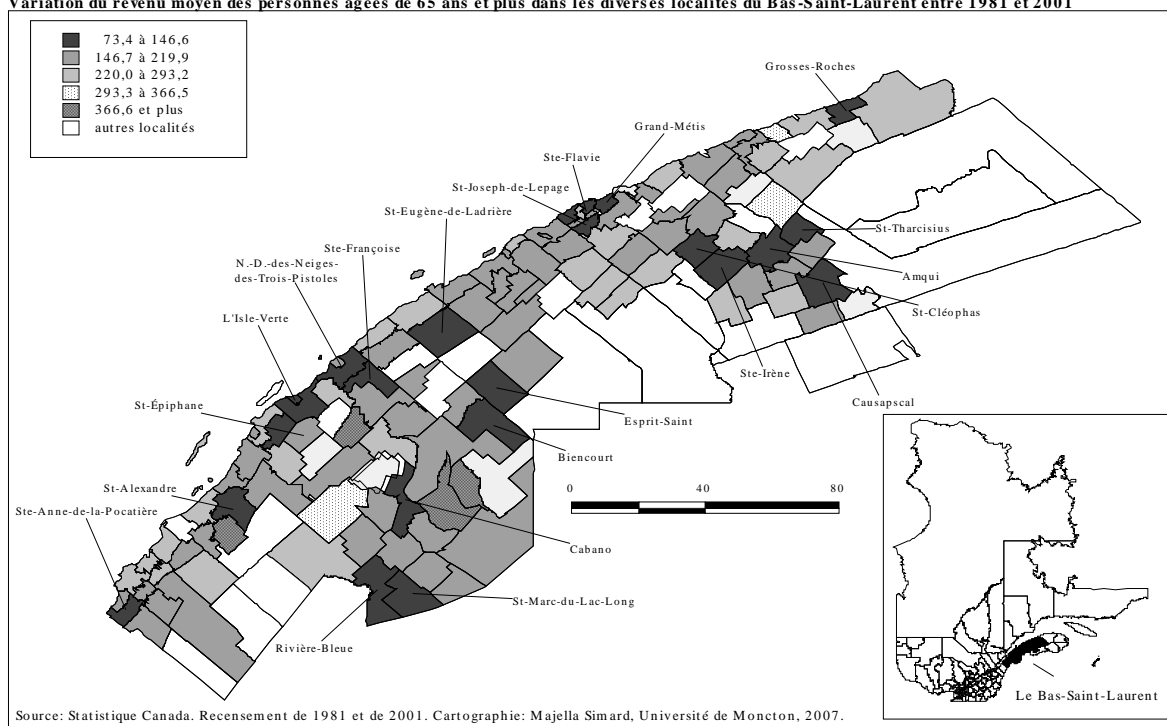 Variation du revenu moyen des personnes âgées de 65 ans et plus dans les diverses localités du Bas-Saint-Laurent entre 1981 et 2001
73,4 à 146,6
146,7 à 219,9
220,0 à 293,2
293,3 à 366,5
366,6 et plus
autres localités
Grosses-Roches
Grand-Métis
Ste-Flavie
St-Joseph-de-Lepage
St-Eugène-de-Ladrière
Ste-Françoise
N.-D.-des-Neiges-
des-Trois-Pistoles
L'Isle-Verte
St-Épiphane
St-Alexandre
Ste-Anne-de-la-Pocatière
St-Tharcisius
Amqui
St-Cléophas
Ste-Irène
Causapscal
Esprit-Saint
Biencourt
0 40 80
Cabano
St-Marc-du-Lac-Long
Rivière-Bleue
Le Bas-Saint-Laurent
Source: Statistique Canada. Recensement de 1981 et de 2001. Cartographie: Majella Simard, Université de Moncton, 2007.